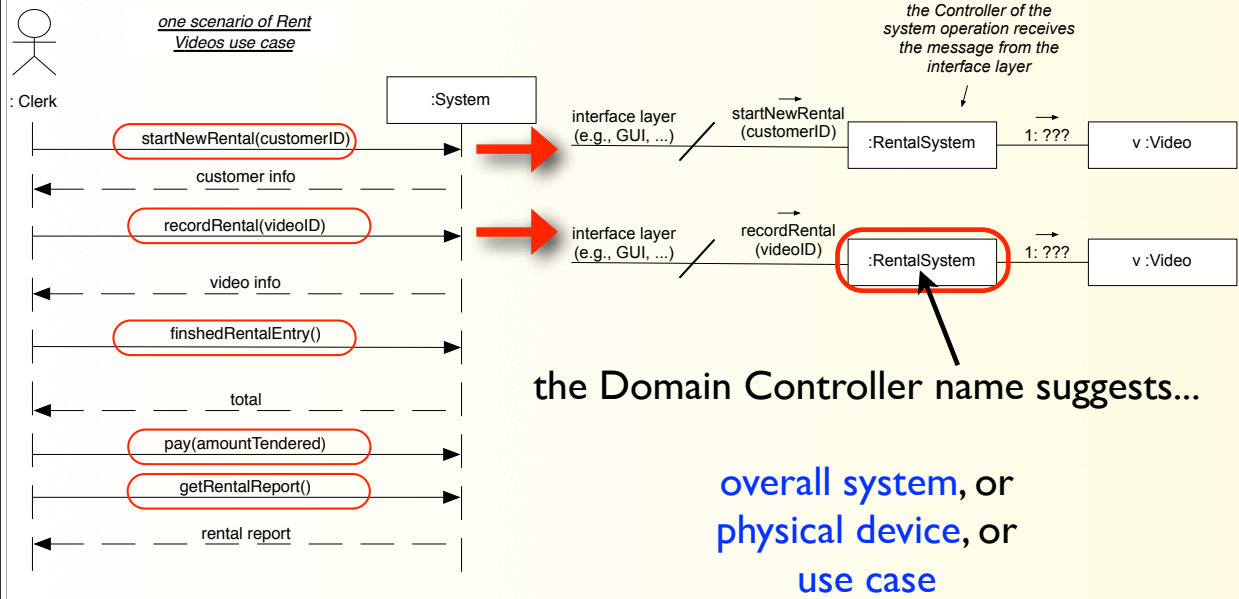 one scenario of Rent
Videos use case
: Clerk
:System
startNewRental(customerID)
customer info
recordRental(videoID)
video info
finshedRentalEntry()
total
pay(amountTendered)
getRentalReport()
rental report
the Controller of the
system operation receives
the message from the
interface layer
interface layer
(e.g., GUI, ...)
startNewRental
(customerID)
:RentalSystem
1: ???
v :Video
interface layer
(e.g., GUI, ...)
recordRental
(videoID)
:RentalSystem
1: ???
v :Video
the Domain Controller name suggests...
overall system, or
physical device, or
use case